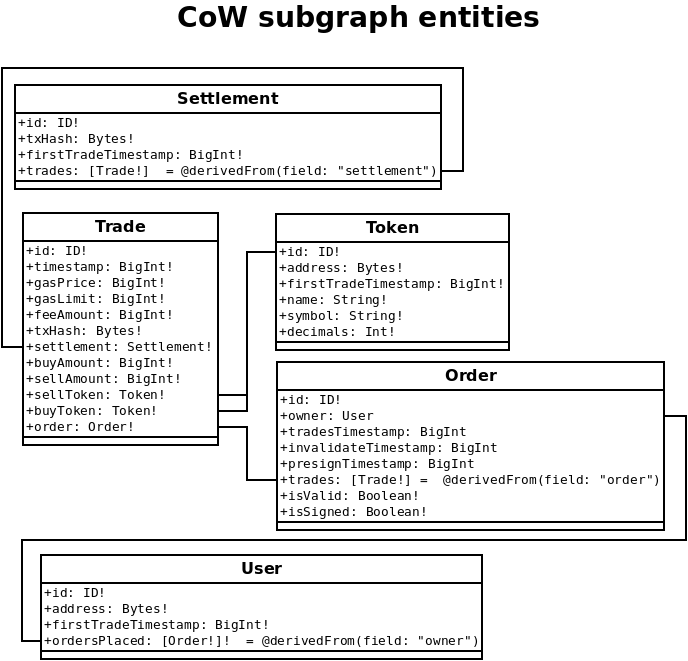 CoW subgraph entities
Settlement
+id: ID!
+txHash: Bytes!
+firstTradeTimestamp: BigInt!
+trades: [Trade!]  = @derivedFrom(field: "settlement")
Trade
+id: ID!
+timestamp: BigInt!
+gasPrice: BigInt!
+gasLimit: BigInt!
+feeAmount: BigInt!
+txHash: Bytes!
+settlement: Settlement!
+buyAmount: BigInt!
+sellAmount: BigInt!
+sellToken: Token!
+buyToken: Token!
+order: Order!
Token
+id: ID!
+address: Bytes!
+firstTradeTimestamp: BigInt!
+name: String!
+symbol: String!
+decimals: Int!
Order
+id: ID!
+owner: User
+tradesTimestamp: BigInt
+invalidateTimestamp: BigInt
+presignTimestamp: BigInt
+trades: [Trade!] =  @derivedFrom(field: "order")
+isValid: Boolean!
+isSigned: Boolean!
User
+id: ID!
+address: Bytes!
+firstTradeTimestamp: BigInt!
+ordersPlaced: [Order!]!  = @derivedFrom(field: "owner")